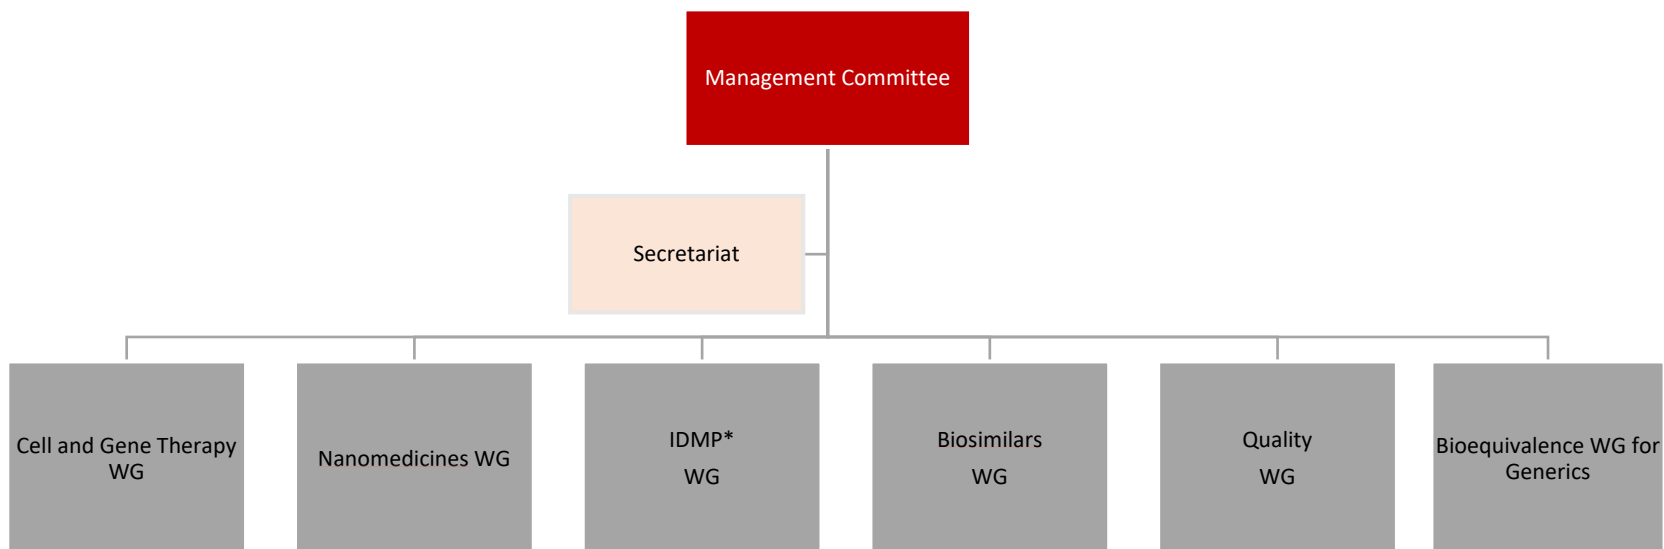 Management Committee
Secretariat
Cell and Gene Therapy
WG
Nanomedicines WG
IDMP*
WG
Biosimilars
WG
Quality
WG
Bioequivalence WG for
Generics